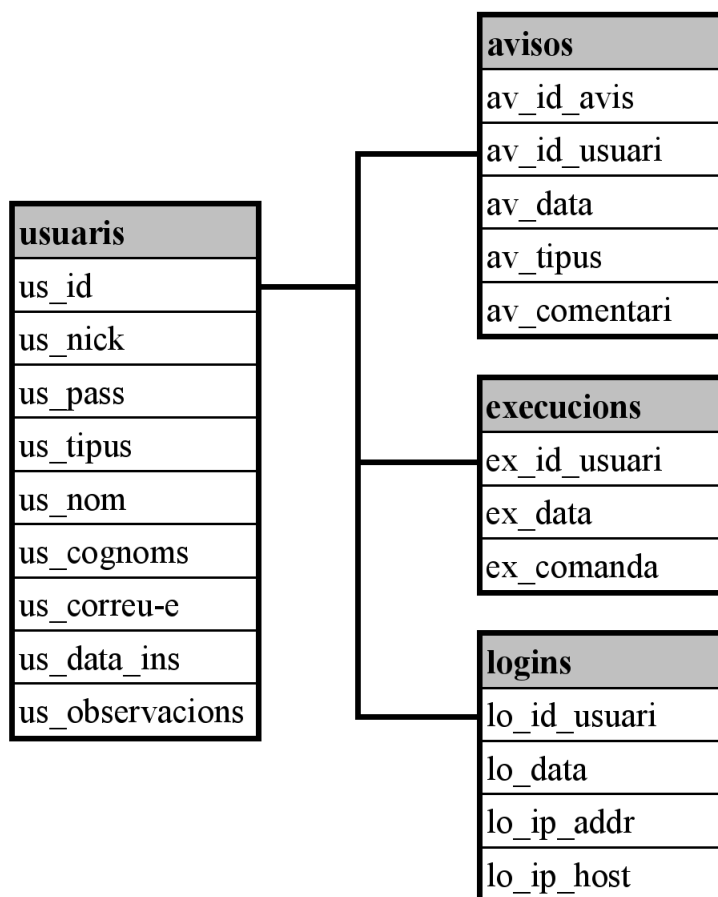 usuaris
us_id
us_nick
us_pass
us_tipus
us_nom
us_cognoms
us_correu-e
us_data_ins
us_observacions
avisos
av_id_avis
av_id_usuari
av_data
av_tipus
av_comentari
execucions
ex_id_usuari
ex_data
ex_comanda
logins
lo_id_usuari
lo_data
lo_ip_addr
lo_ip_host